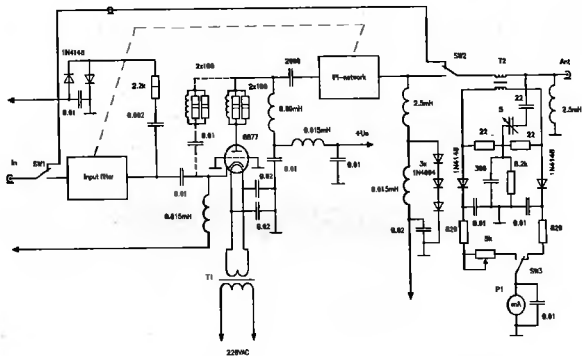 1N4148
2.2k
0.01
0.002
In
SW1
Input filter
0.01
0.015mH
2x100
2x100
0.01
8877
2000
0.02
0.02
0.01
0.015mH
+Ua
0.01
T1
220VAC
PI-network
2.5mH
0.015mH
3x
1N4004
0.02
SW2
T2
Ant
2.5mH
5
22
22
22
1N4148
300
8.2k
1N4148
0.01
0.01
820
5k
820
SW3
P1
mA
0.01